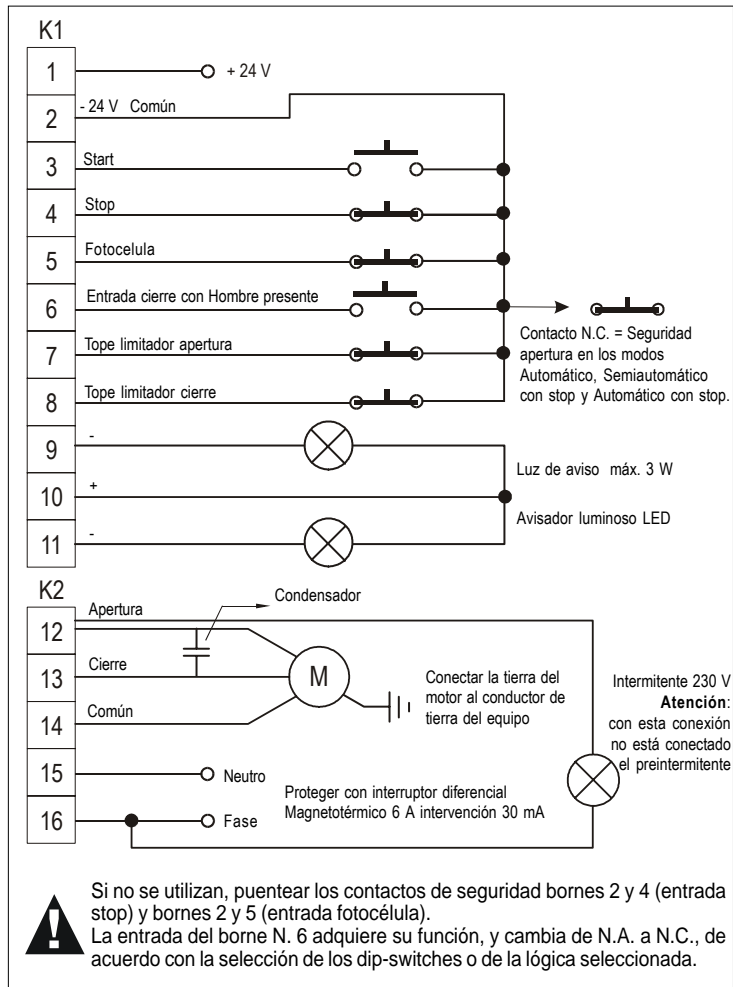 K1
1
+ 24 V
2
- 24 V Común
3
Start
4
Stop
5
Fotocelula
6
Entrada cierre con Hombre presente
Contacto N.C. = Seguridad
apertura en los modos
Automático, Semiautomático
con stop y Automático con stop.
7
Tope limitador apertura
8
Tope limitador cierre
9
-
Luz de aviso máx. 3 W
10
+
Avisador luminoso LED
11
-
K2
Condensador
12
Apertura
13
Cierre
M
Conectar la tierra del
motor al conductor de
tierra del equipo
Intermitente 230 V
Atención:
con esta conexión
no está conectado
el preintermitente
14
Común
15
Neutro
Proteger con interruptor diferencial
Magnetotérmico 6 A intervención 30 mA
16
Fase
!
Si no se utilizan, puentear los contactos de seguridad bornes 2 y 4 (entrada
stop) y bornes 2 y 5 (entrada fotocélula).
La entrada del borne N. 6 adquiere su función, y cambia de N.A. a N.C., de
acuerdo con la selección de los dip-switches o de la lógica seleccionada.